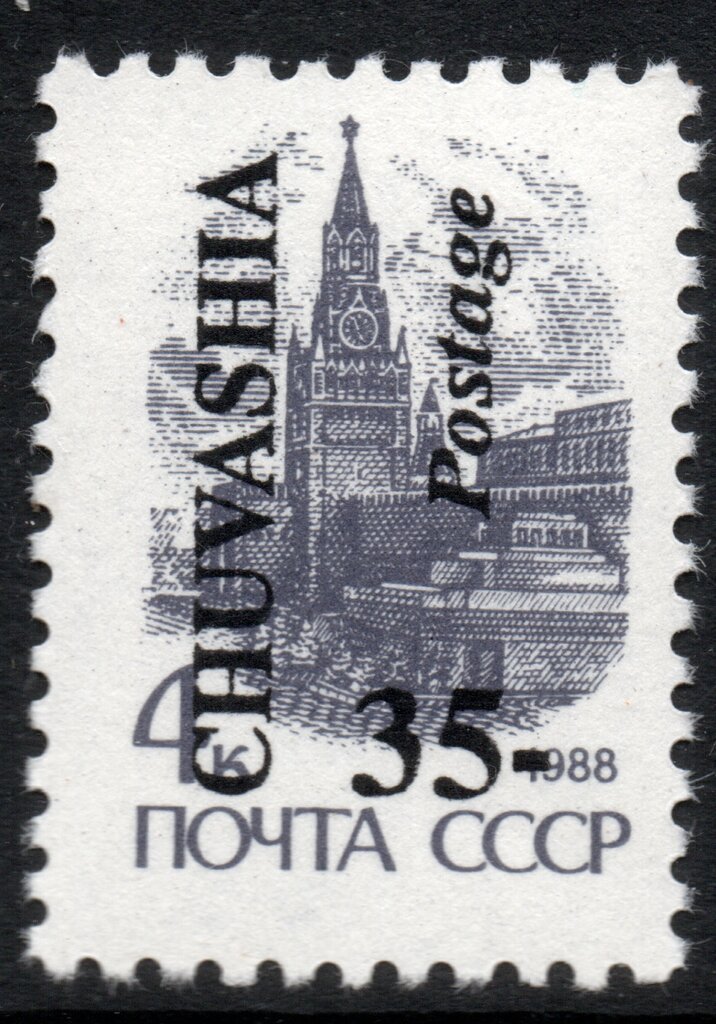 CHUVASHIA
Postage
35-
4к
1988
ПОЧТА СССР